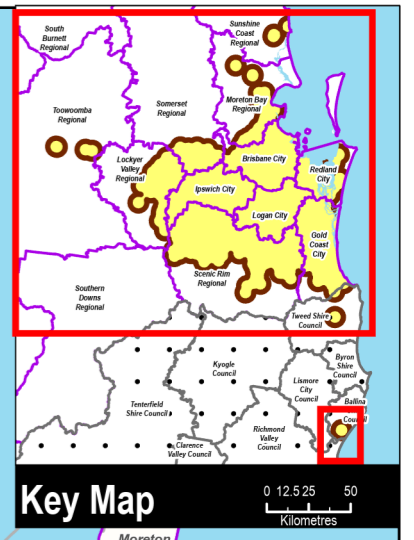 South
Burnett
Regional
Sunshine
Coast
Regional
Toowoomba
Regional
Somerset
Regional
Moreton Bay
Regional
Lockyer
Valley
Regional
Brisbane City
Redland
City
Ipswich City
Logan City
Gold
Coast
City
Scenic Rim
Regional
Southern
Downs
Regional
Tweed Shire
Council
Kyogle
Council
Byron
Shire
Council
Lismore
City
Council
Tenterfield
Shire Council
Ballina
Council
Richmond
Valley
Council
Clarence
Valley Council
Key Map
0 12.5 25 50
Kilometres
Moreton